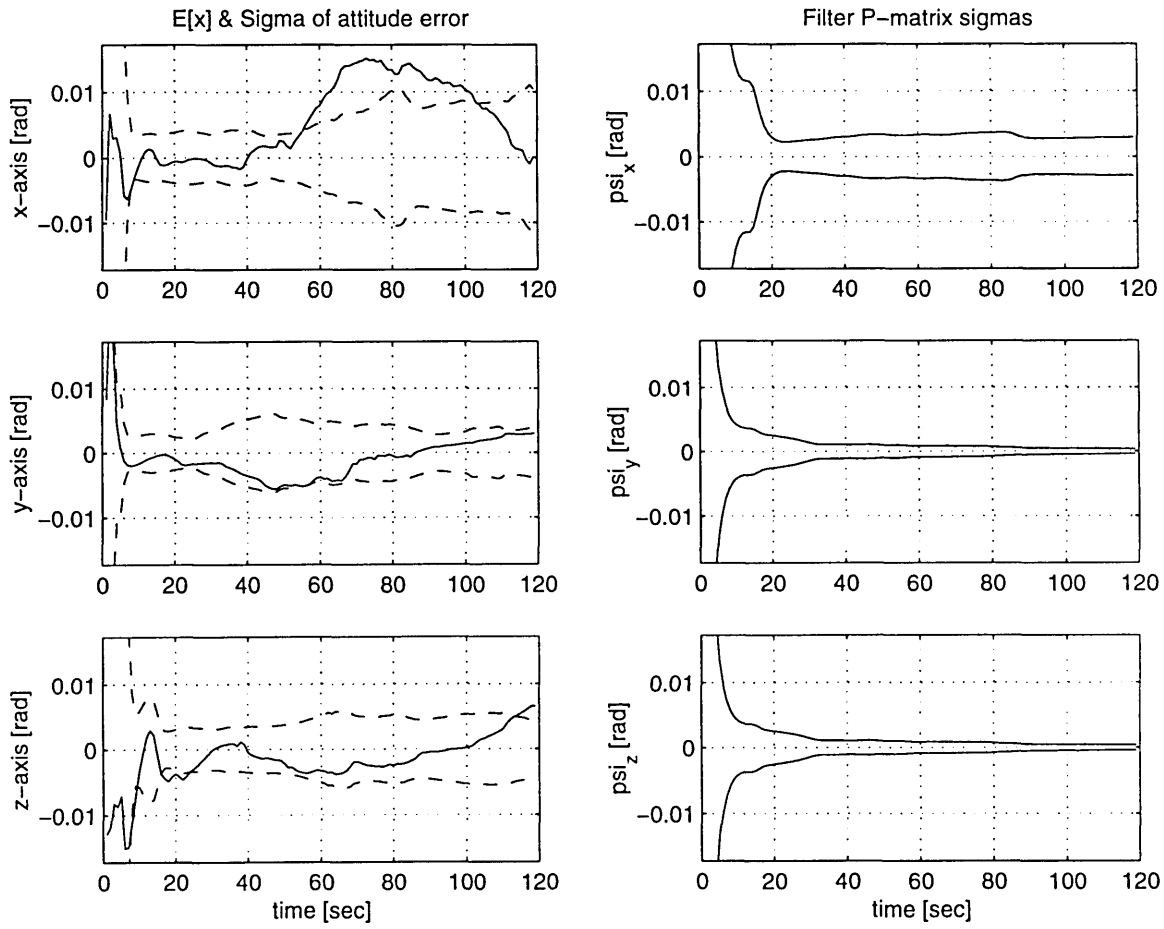 E[x] & Sigma of attitude error
x-axis [rad]
0.01
0
-0.01
0 20 40 60 80 100 120
Filter P-matrix sigmas
psi_x [rad]
0.01
0
-0.01
0 20 40 60 80 100 120
y-axis [rad]
0.01
0
-0.01
0 20 40 60 80 100 120
psi_y [rad]
0.01
0
-0.01
0 20 40 60 80 100 120
z-axis [rad]
0.01
0
-0.01
0 20 40 60 80 100 120
time [sec]
psi_z [rad]
0.01
0
-0.01
0 20 40 60 80 100 120
time [sec]